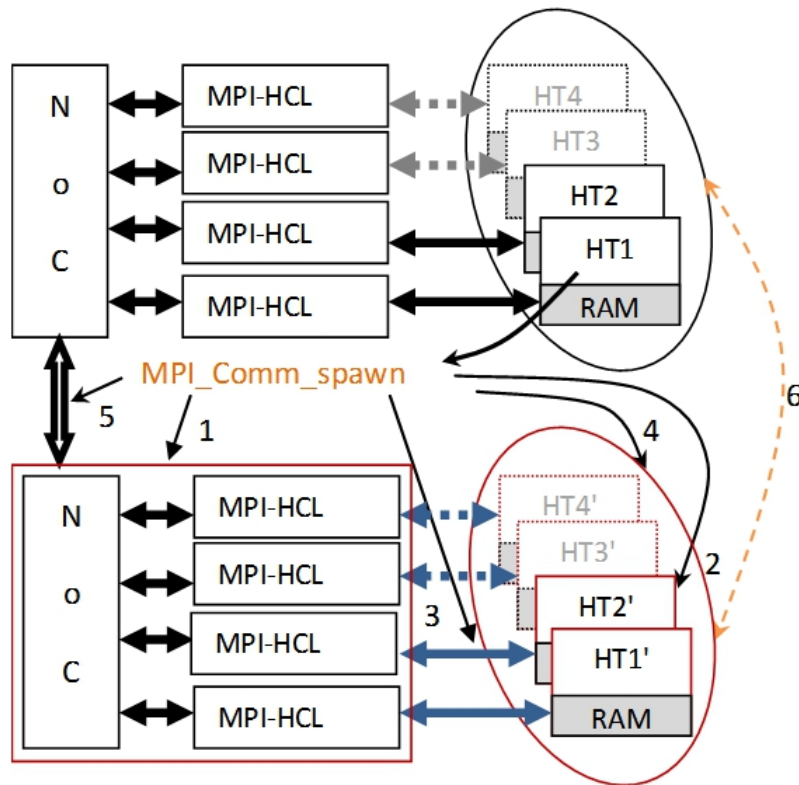 N
o
C
MPI-HCL
MPI-HCL
MPI-HCL
MPI-HCL
HT4
HT3
HT2
HT1
RAM
MPI_Comm_spawn
5
1
4
6
N
o
C
MPI-HCL
MPI-HCL
MPI-HCL
MPI-HCL
3
2
HT4'
HT3'
HT2'
HT1'
RAM